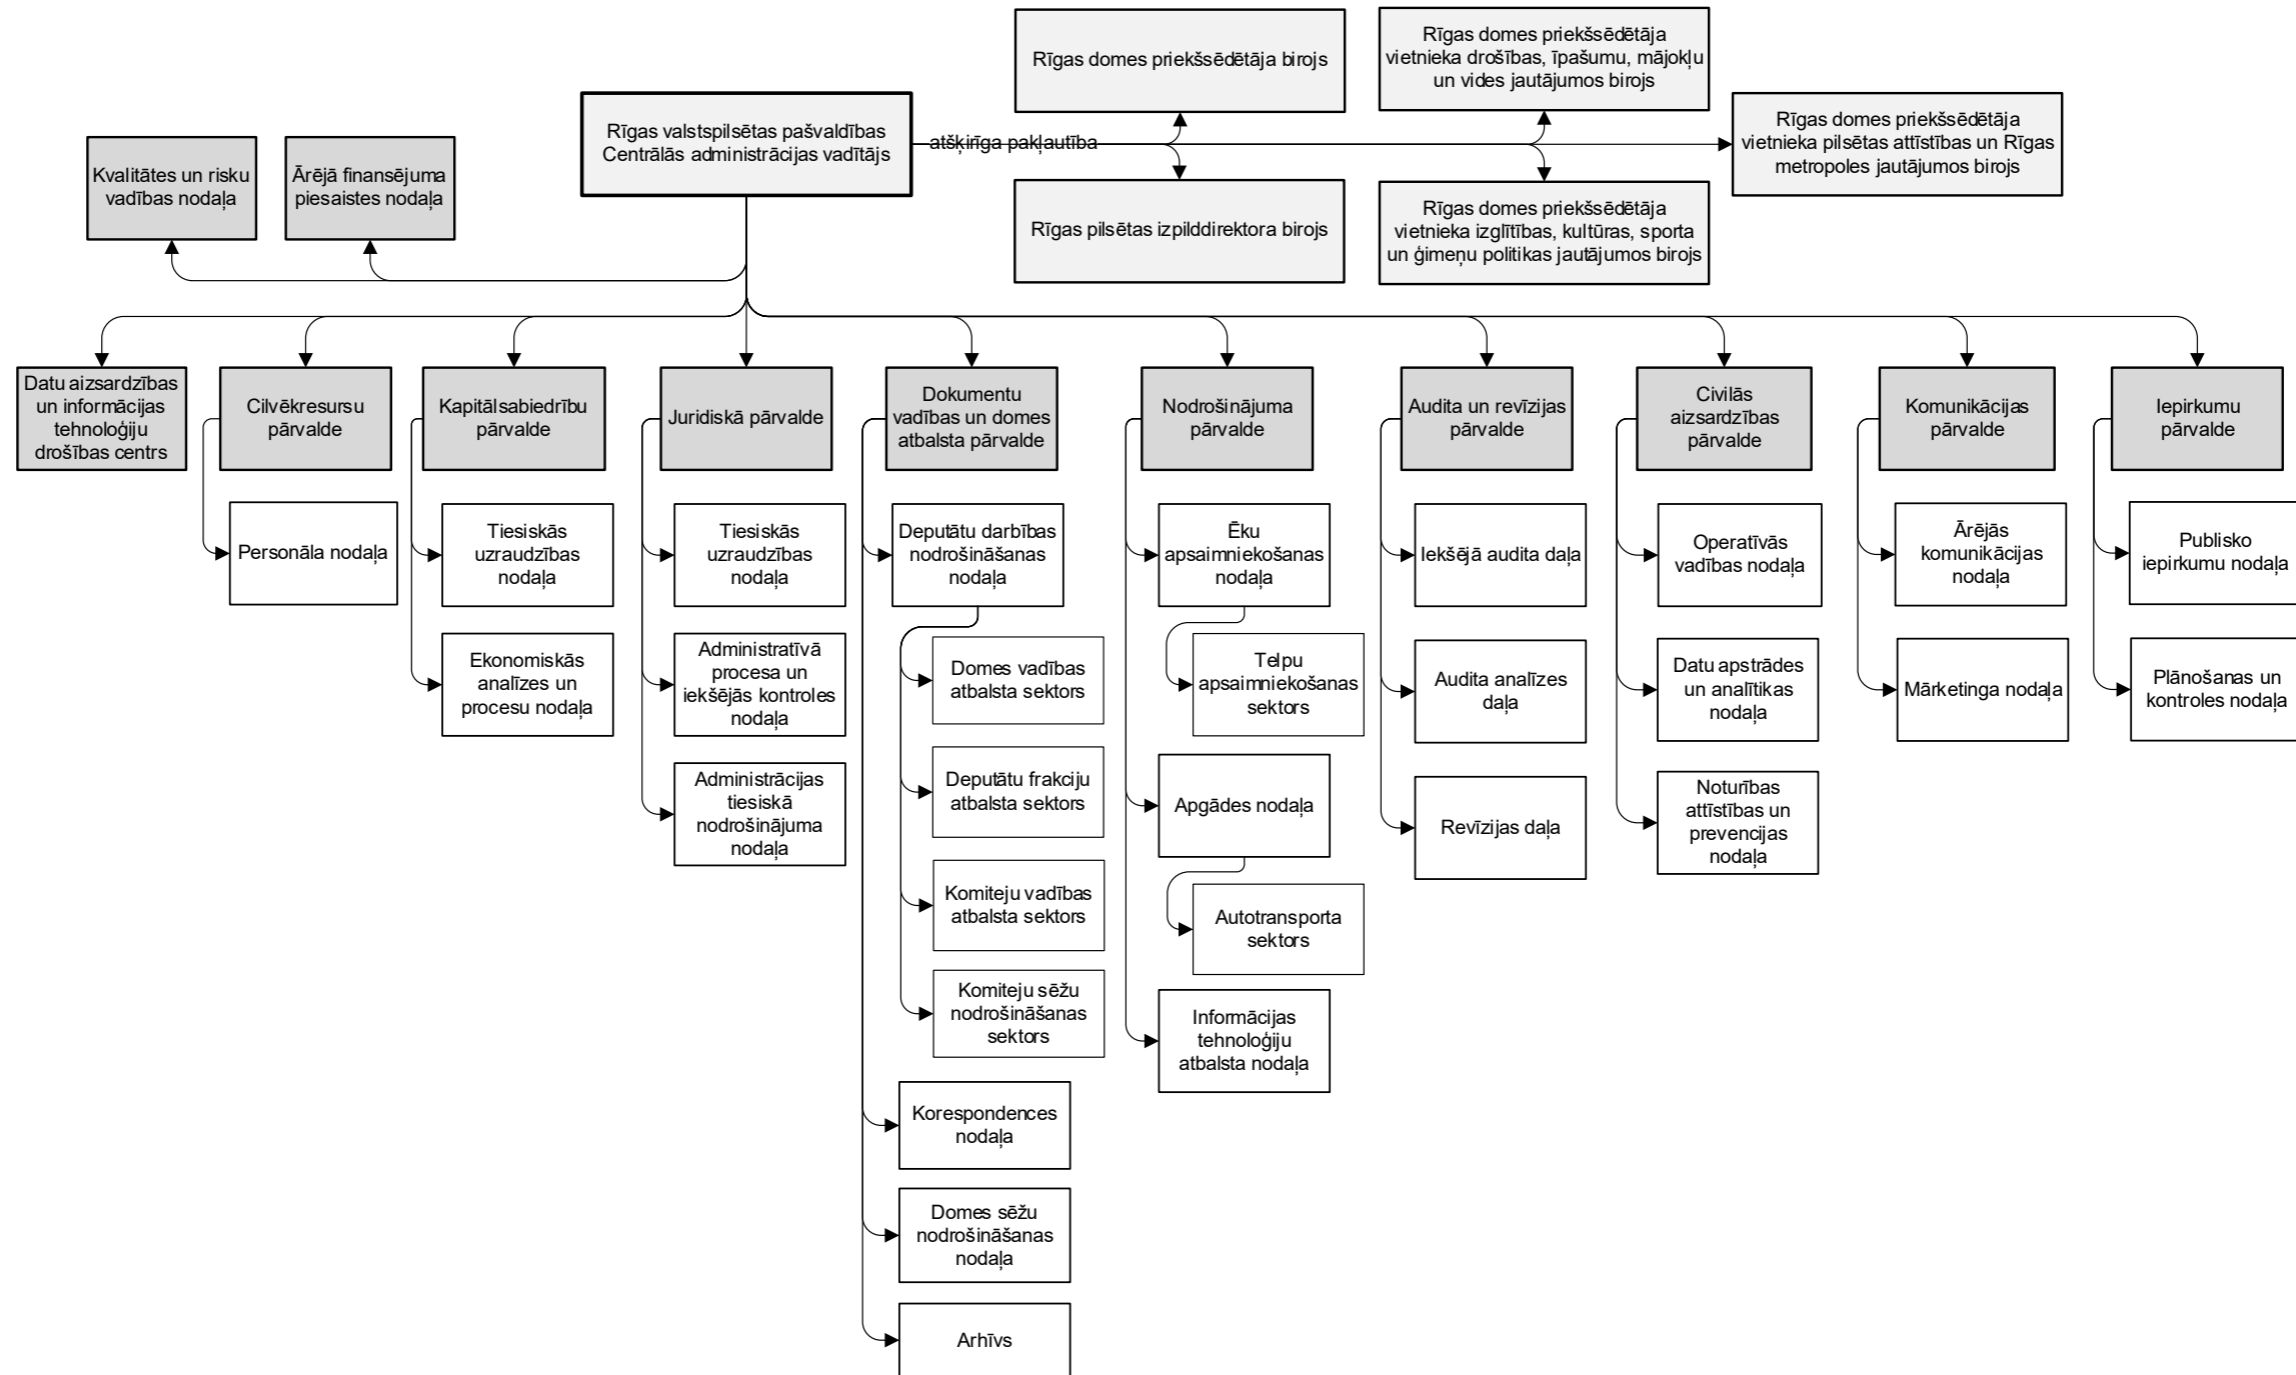 Rīgas domes priekšsēdētāja birojs
Rīgas domes priekšsēdētāja
vietnieka drošības, īpašumu, mājokļu
un vides jautājumos birojs
Rīgas valstspilsētas pašvaldības
Centrālās administrācijas vadītājs
atšķirīga pakļautība
Rīgas domes priekšsēdētāja
vietnieka pilsētas attīstības un Rīgas
metropoles jautājumos birojs
Kvalitātes un risku
vadības nodaļa
Ārējā finansējuma
piesaistes nodaļa
Rīgas pilsētas izpilddirektora birojs
Rīgas domes priekšsēdētāja
vietnieka izglītības, kultūras, sporta
un ģimeņu politikas jautājumos birojs
Datu aizsardzības
un informācijas
tehnoloģiju
drošības centrs
Cilvēkresursu
pārvalde
Kapitālsabiedrību
pārvalde
Juridiskā pārvalde
Dokumentu
vadības un domes
atbalsta pārvalde
Nodrošinājuma
pārvalde
Audita un revīzijas
pārvalde
Civilās
aizsardzības
pārvalde
Komunikācijas
pārvalde
Iepirkumu
pārvalde
Personāla nodaļa
Tiesiskās
uzraudzības
nodaļa
Tiesiskās
uzraudzības
nodaļa
Deputātu darbības
nodrošināšanas
nodaļa
Ēku
apsaimniekošanas
nodaļa
Iekšējā audita daļa
Operatīvās
vadības nodaļa
Ārējās
komunikācijas
nodaļa
Publisko
iepirkumu nodaļa
Ekonomiskās
analīzes un
procesu nodaļa
Administratīvā
procesa un
iekšējās kontroles
nodaļa
Domes vadības
atbalsta sektors
Telpu
apsaimniekošanas
sektors
Audita analīzes
daļa
Datu apstrādes
un analītikas
nodaļa
Mārketinga nodaļa
Plānošanas un
kontroles nodaļa
Administrācijas
tiesiskā
nodrošinājuma
nodaļa
Deputātu frakciju
atbalsta sektors
Apgādes nodaļa
Revīzijas daļa
Noturības
attīstības un
prevencijas
nodaļa
Komiteju vadības
atbalsta sektors
Autotransporta
sektors
Komiteju sēžu
nodrošināšanas
sektors
Informācijas
tehnoloģiju
atbalsta nodaļa
Korespondences
nodaļa
Domes sēžu
nodrošināšanas
nodaļa
Arhīvs